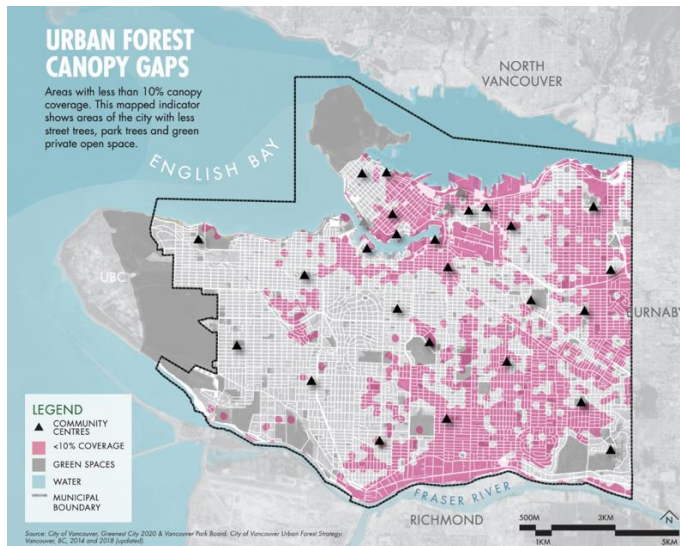 URBAN FOREST
CANOPY GAPS
Areas with less than 10% canopy
coverage. This mapped indicator
shows areas of the city with less
street trees, park trees and green
private open space.
NORTH
VANCOUVER
ENGLISH BAY
UBC
BURNABY
LEGEND
COMMUNITY
CENTRES
<10% COVERAGE
GREEN SPACES
WATER
MUNICIPAL
BOUNDARY
FRASER RIVER
RICHMOND
500M
3KM
1KM
5KM
N
Source: City of Vancouver, Greenest City 2020 & Vancouver Park Board, City of Vancouver Urban Forest Strategy.
Vancouver, BC, 2014 and 2018 (updated).